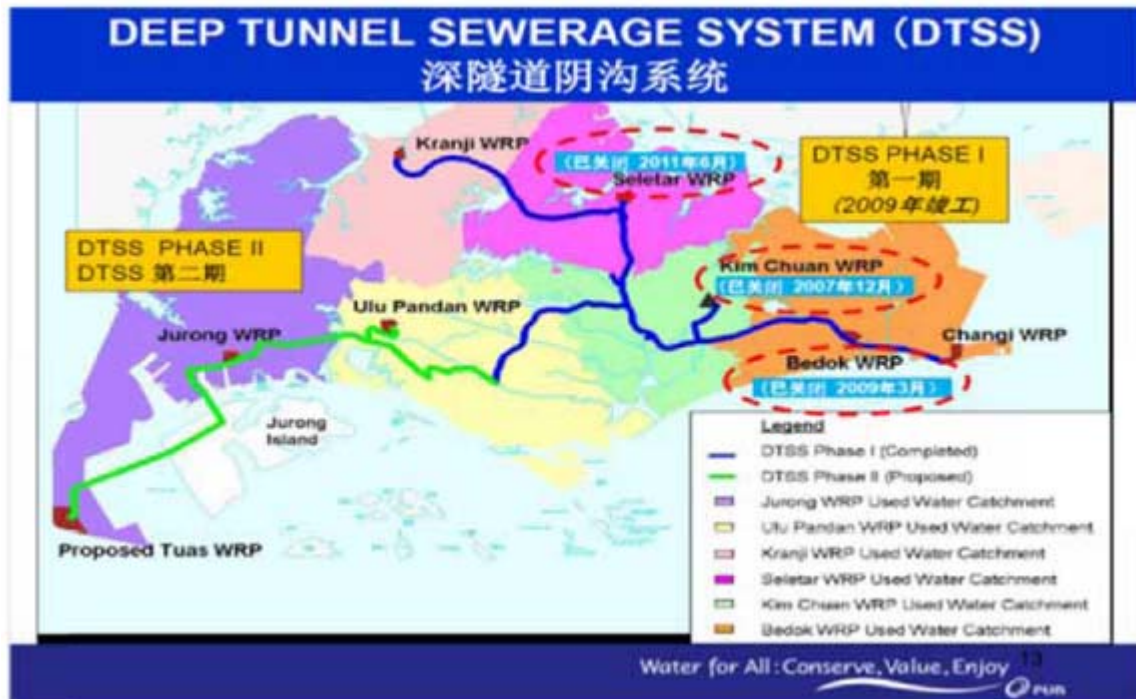 DEEP TUNNEL SEWERAGE SYSTEM (DTSS)
深隧道阴沟系统
Kranji WRP
(已关闭 2011年6月)
Seletar WRP
DTSS PHASE I
第一期
(2009年竣工)
DTSS PHASE II
DTSS 第二期
Kim Chuan WRP
(已关闭 2007年12月)
Ulu Pandan WRP
Jurong WRP
Changi WRP
Bedok WRP
(已关闭 2009年3月)
Jurong
Island
Proposed Tuas WRP
Legend
DTSS Phase I (Completed)
DTSS Phase II (Proposed)
Jurong WRP Used Water Catchment
Ulu Pandan WRP Used Water Catchment
Kranji WRP Used Water Catchment
Seletar WRP Used Water Catchment
Kim Chuan WRP Used Water Catchment
Bedok WRP Used Water Catchment
13
Water for All: Conserve, Value, Enjoy
PUB